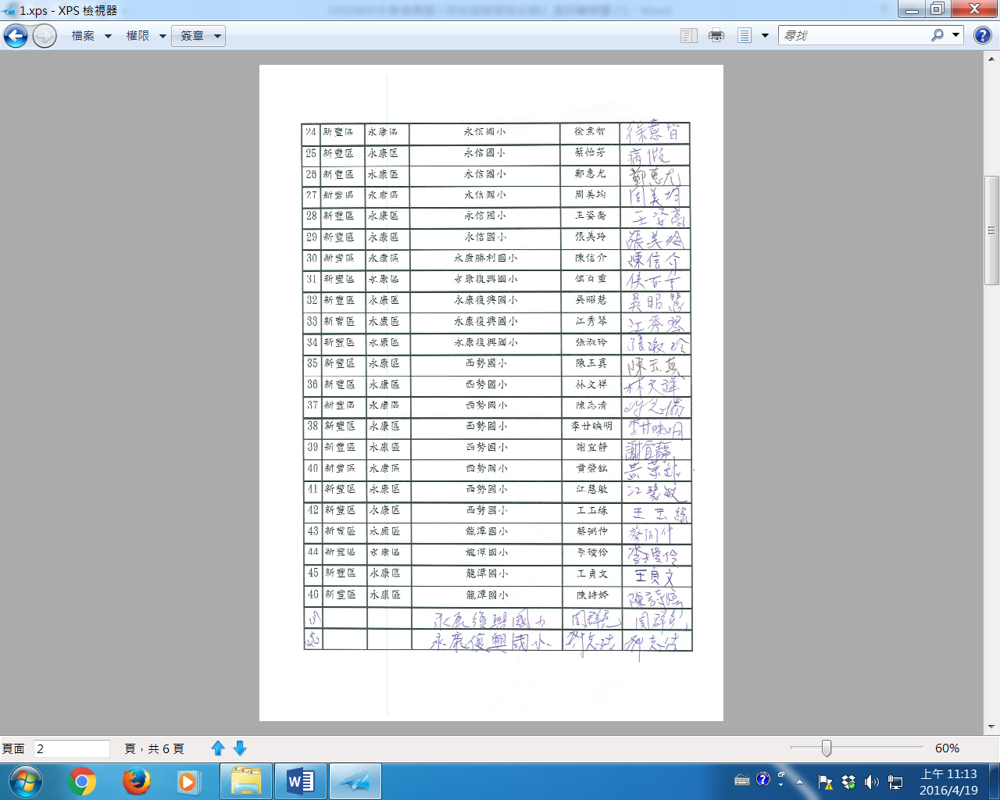 1.xps - XPS 檢視器
檔案 權限 簽章 尋找
24 新豐區 永康區 永信國小 徐意智 徐意智
25 新豐區 永康區 永信國小 蔡怡芳 病假
26 新豐區 永康區 永信國小 鄭惠尤 鄭惠尤
27 新豐區 永康區 永信國小 周美均 周美均
28 新豐區 永康區 永信國小 王姿喬 王姿喬
29 新豐區 永康區 永信國小 張美玲 張美玲
30 新豐區 永康區 永康勝利國小 陳信介 陳信介
31 新豐區 永康區 永康復興國小 侯百重 侯百重
32 新豐區 永康區 永康復興國小 吳昭慧 吳昭慧
33 新豐區 永康區 永康復興國小 江秀琴 江秀琴
34 新豐區 永康區 永康復興國小 張淑玲 張淑玲
35 新豐區 永康區 西勢國小 陳玉真 陳玉真
36 新豐區 永康區 西勢國小 林文祥 林文祥
37 新豐區 永康區 西勢國小 陳志清
38 新豐區 永康區 西勢國小 李廿映明 李廿映明
39 新豐區 永康區 西勢國小 謝宜靜 謝宜靜
40 新豐區 永康區 西勢國小 黃榮銘 黃榮銘
41 新豐區 永康區 西勢國小 江慧敏 江慧敏
42 新豐區 永康區 西勢國小 王玉緣 王玉緣
43 新豐區 永康區 龍潭國小 蔡弼仲 蔡弼仲
44 新豐區 永康區 龍潭國小 李璦伶 李璦伶
45 新豐區 永康區 龍潭國小 王貞文 王貞文
46 新豐區 永康區 龍潭國小 陳詩婷 陳詩婷
永康復興國小
永康復興國小
頁面 2 頁，共 6 頁 60%
上午 11:13
2016/4/19